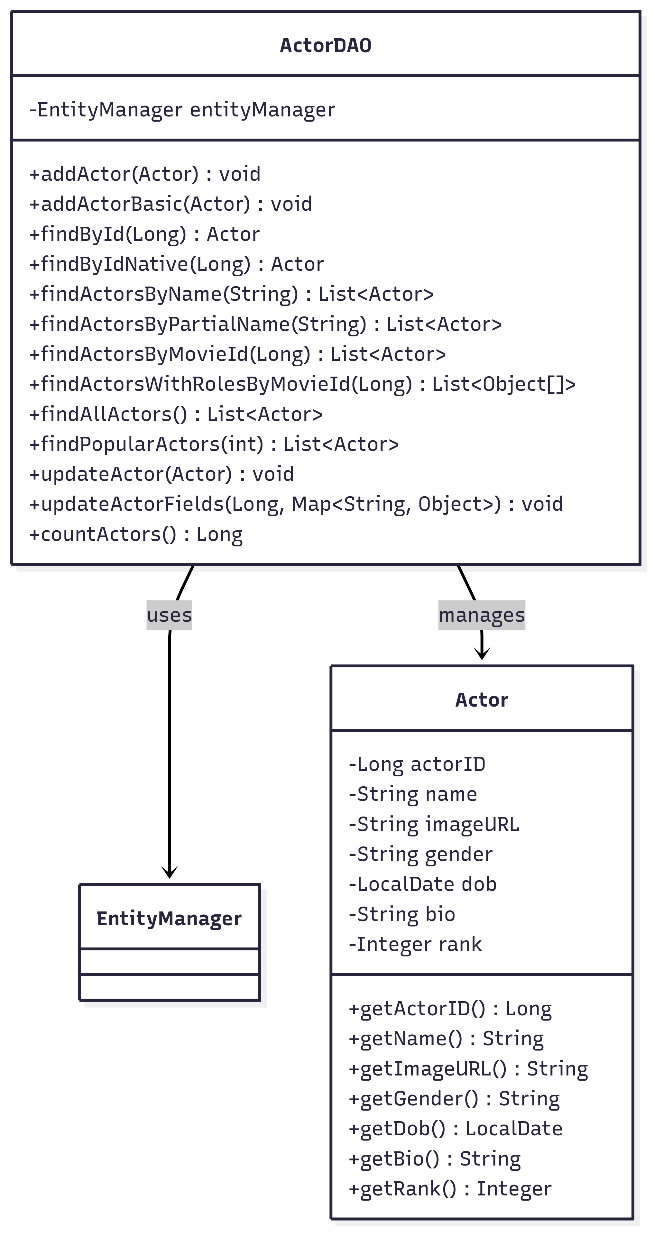 ActorDAO
-EntityManager entityManager
+addActor(Actor) : void
+addActorBasic(Actor) : void
+findById(Long) : Actor
+findByIdNative(Long) : Actor
+findActorsByName(String) : List<Actor>
+findActorsByPartialName(String) : List<Actor>
+findActorsByMovieId(Long) : List<Actor>
+findActorsWithRolesByMovieId(Long) : List<Object[]>
+findAllActors() : List<Actor>
+findPopularActors(int) : List<Actor>
+updateActor(Actor) : void
+updateActorFields(Long, Map<String, Object>) : void
+countActors() : Long
uses
manages
EntityManager
Actor
-Long actorID
-String name
-String imageURL
-String gender
-LocalDate dob
-String bio
-Integer rank
+getActorID() : Long
+getName() : String
+getImageURL() : String
+getGender() : String
+getDob() : LocalDate
+getBio() : String
+getRank() : Integer